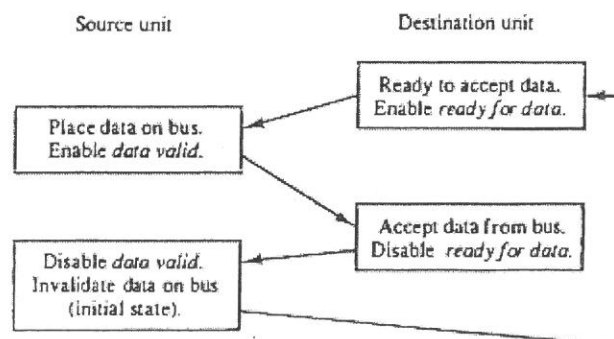 Source unit
Destination unit
Ready to accept data.
Enable ready for data.
Place data on bus.
Enable data valid.
Accept data from bus.
Disable ready for data.
Disable data valid.
Invalidate data on bus
(initial state).